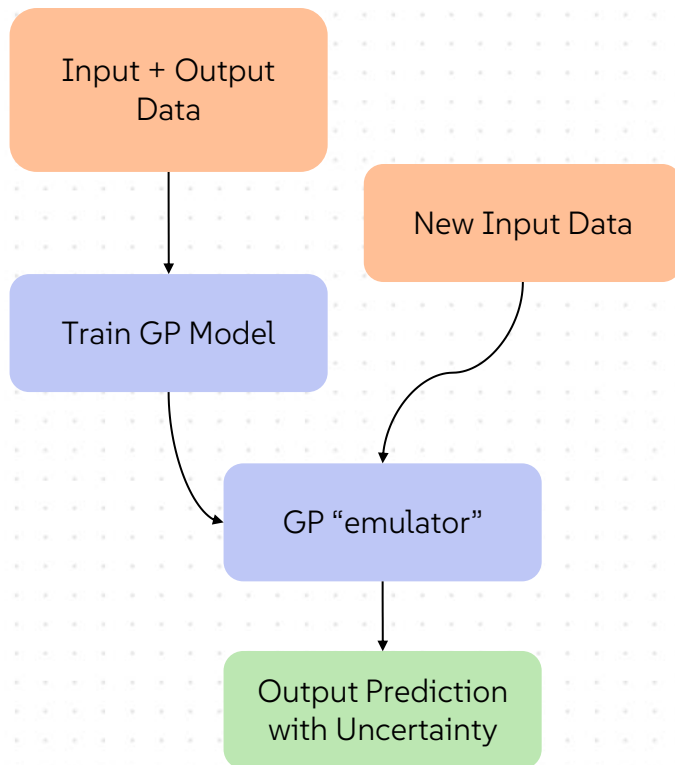 Input + Output
Data
New Input Data
Train GP Model
GP “emulator”
Output Prediction
with Uncertainty